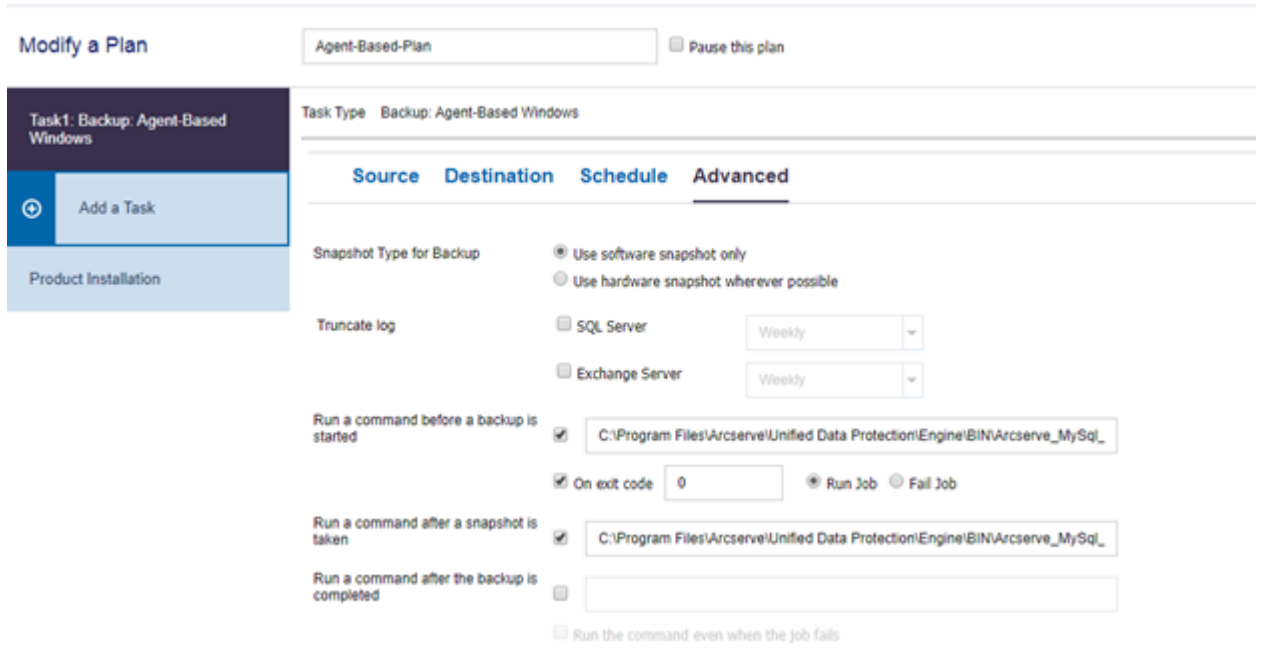 Modify a Plan
Agent-Based-Plan
Pause this plan
Task1: Backup: Agent-Based
Windows
Add a Task
Product Installation
Task Type Backup: Agent-Based Windows
Source Destination Schedule Advanced
Snapshot Type for Backup
Use software snapshot only
Use hardware snapshot wherever possible
Truncate log
SQL Server
Weekly
Exchange Server
Weekly
Run a command before a backup is
started
C:\Program Files\Arcserve\Unified Data Protection\Engine\BIN\Arcserve_MySql_
On exit code
0
Run Job
Fail Job
Run a command after a snapshot is
taken
C:\Program Files\Arcserve\Unified Data Protection\Engine\BIN\Arcserve_MySql_
Run a command after the backup is
completed
Run the command even when the job fails